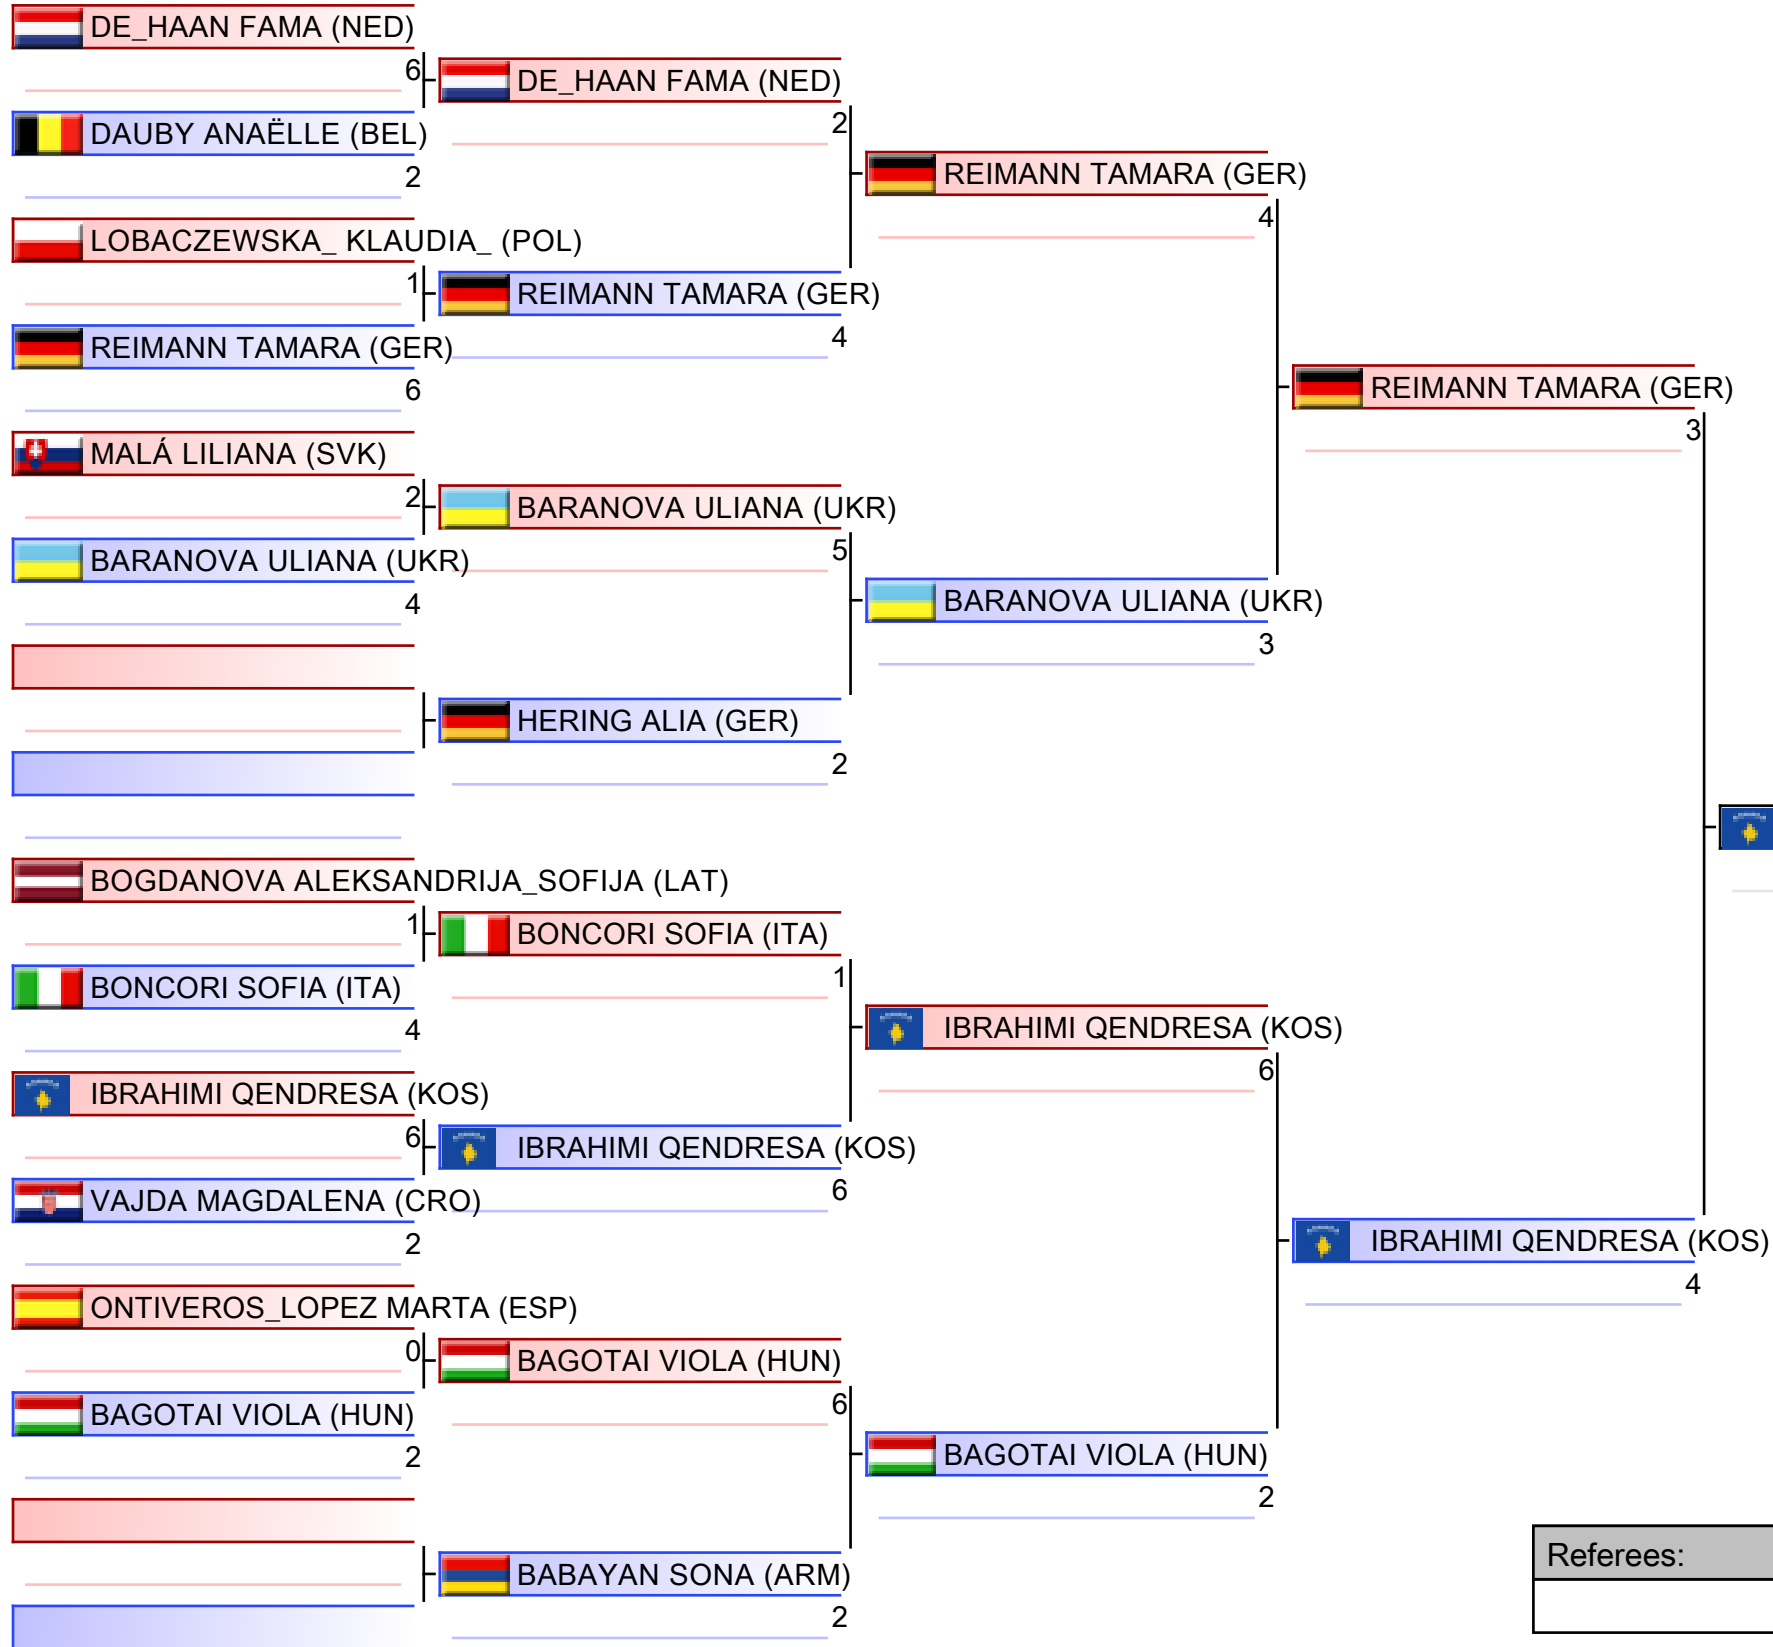 DE_HAAN FAMA (NED)
6
DE_HAAN FAMA (NED)
DAUBY ANAËLLE (BEL)
2
2
REIMANN TAMARA (GER)
4
LOBACZEWSKA_ KLAUDIA_ (POL)
1
REIMANN TAMARA (GER)
4
REIMANN TAMARA (GER)
6
REIMANN TAMARA (GER)
3
MALÁ LILIANA (SVK)
2
BARANOVA ULIANA (UKR)
5
BARANOVA ULIANA (UKR)
4
BARANOVA ULIANA (UKR)
3
HERING ALIA (GER)
2
BOGDANOVA ALEKSANDRIJA_SOFIJA (LAT)
1
BONCORI SOFIA (ITA)
1
BONCORI SOFIA (ITA)
4
IBRAHIMI QENDRESA (KOS)
6
IBRAHIMI QENDRESA (KOS)
6
IBRAHIMI QENDRESA (KOS)
6
VAJDA MAGDALENA (CRO)
2
IBRAHIMI QENDRESA (KOS)
4
ONTIVEROS_LOPEZ MARTA (ESP)
0
BAGOTAI VIOLA (HUN)
6
BAGOTAI VIOLA (HUN)
2
BAGOTAI VIOLA (HUN)
2
BABAYAN SONA (ARM)
2
Referees: